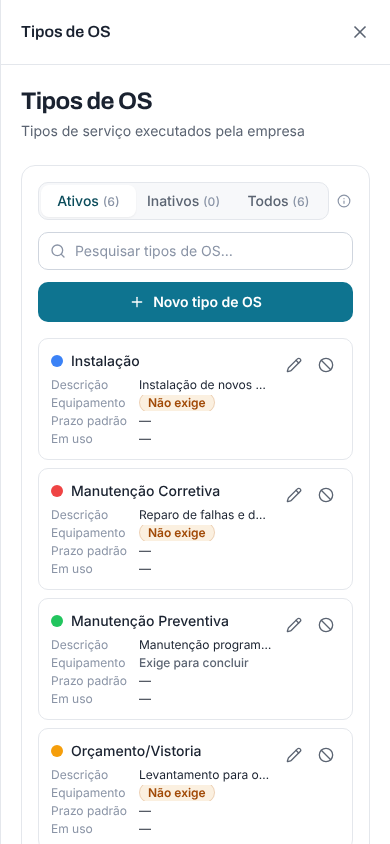 Tipos de OS
Tipos de OS
Tipos de serviço executados pela empresa
Ativos (6) Inativos (0) Todos (6)
Pesquisar tipos de OS...
+ Novo tipo de OS
Instalação
Descrição Instalação de novos ...
Equipamento Não exige
Prazo padrão —
Em uso —
Manutenção Corretiva
Descrição Reparo de falhas e d...
Equipamento Não exige
Prazo padrão —
Em uso —
Manutenção Preventiva
Descrição Manutenção program...
Equipamento Exige para concluir
Prazo padrão —
Em uso —
Orçamento/Vistoria
Descrição Levantamento para o...
Equipamento Não exige
Prazo padrão —
Em uso —